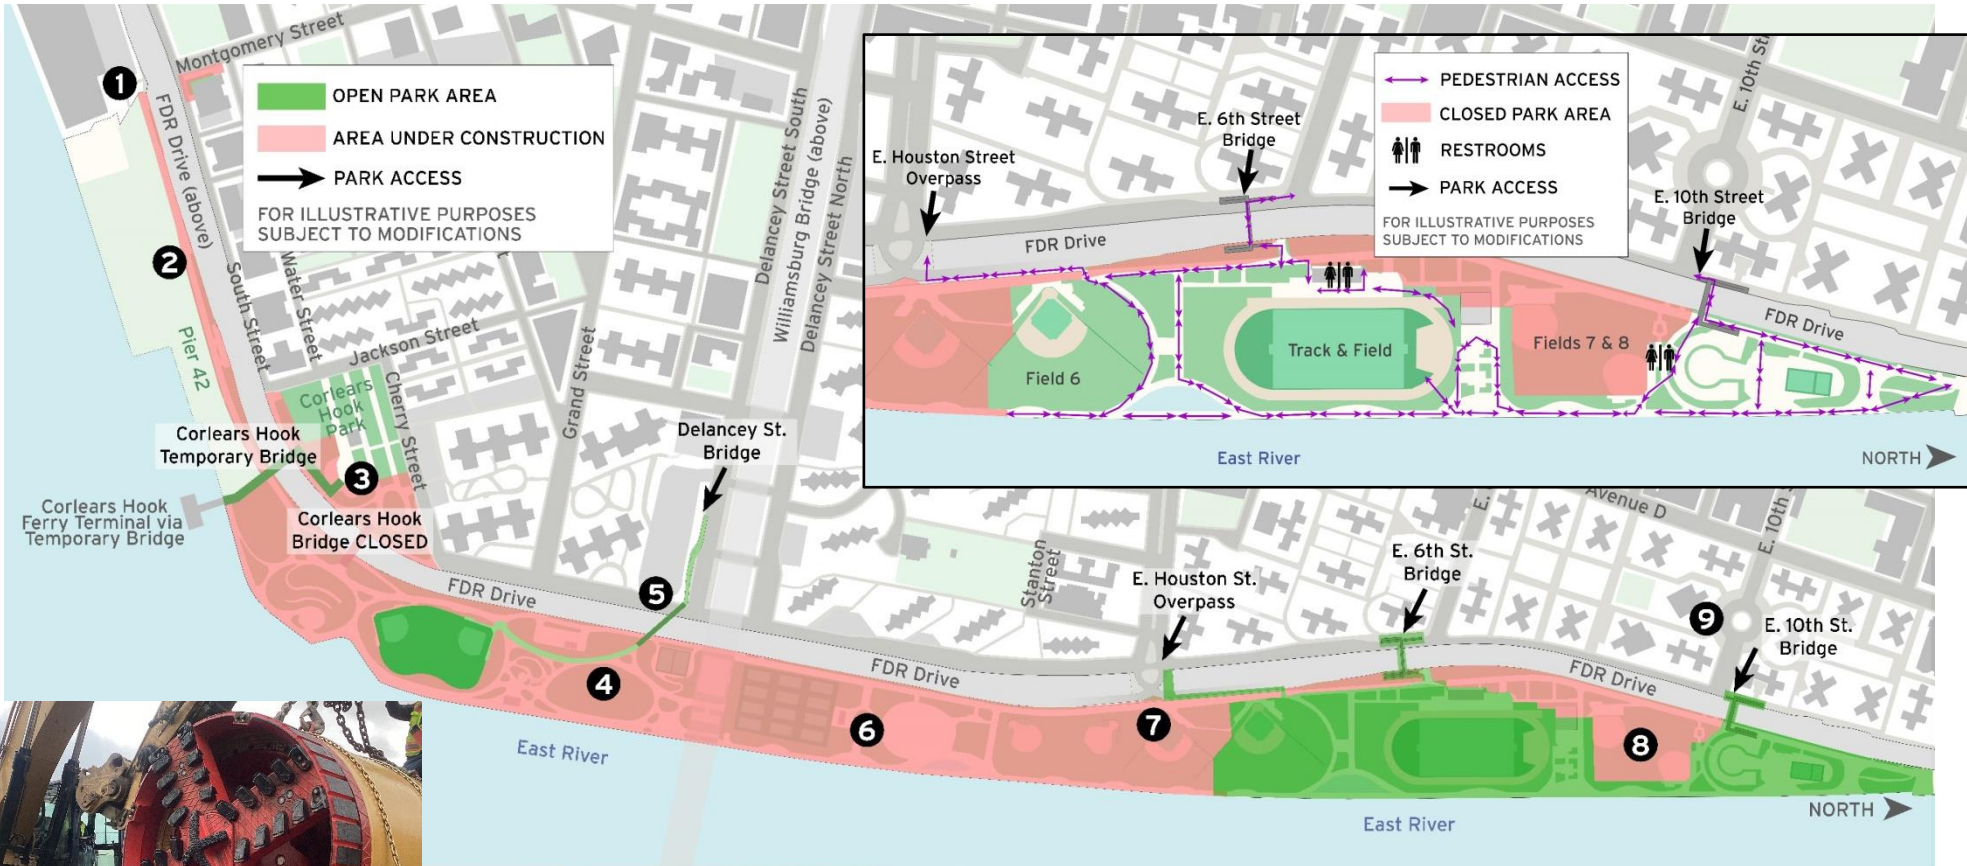 Montgomery Street
1
FDR Drive (above)
OPEN PARK AREA
AREA UNDER CONSTRUCTION
PARK ACCESS
FOR ILLUSTRATIVE PURPOSES
SUBJECT TO MODIFICATIONS
2
South Street
Water Street
Pier 42
Jackson Street
Corlears
Hook
Park
Cherry Street
Grand Street
Delancey Street South
Williamsburg Bridge (above)
Delancey Street North
Corlears Hook
Temporary Bridge
3
Corlears Hook
Ferry Terminal via
Temporary Bridge
Corlears Hook
Bridge CLOSED
Delancey St.
Bridge
FDR Drive
5
4
East River
FDR Drive
6
Stanton
Street
E. Houston St.
Overpass
7
E. 6th St.
Bridge
Avenue D
E. 10th
9
E. 10th St.
Bridge
FDR Drive
8
East River
NORTH
PEDESTRIAN ACCESS
CLOSED PARK AREA
RESTROOMS
PARK ACCESS
FOR ILLUSTRATIVE PURPOSES
SUBJECT TO MODIFICATIONS
E. Houston Street
Overpass
E. 6th Street
Bridge
E. 10th Street
Bridge
FDR Drive
FDR Drive
Field 6
Track & Field
Fields 7 & 8
East River
NORTH